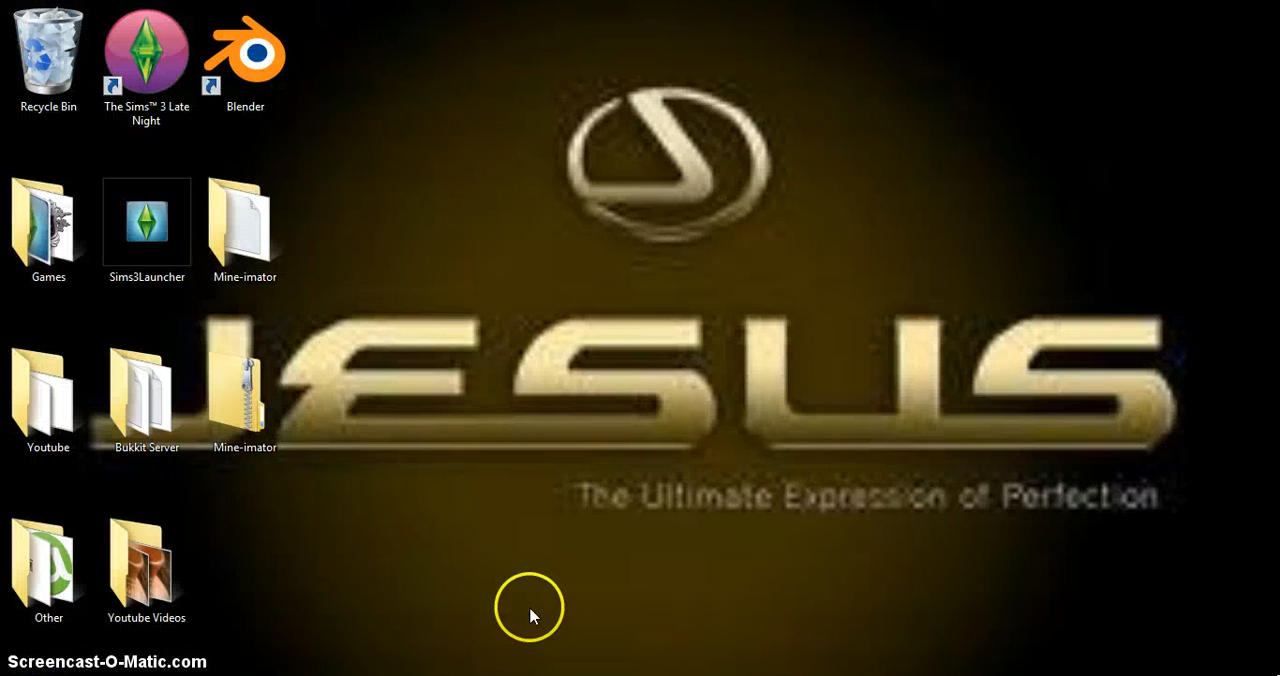 Recycle Bin
The Sims™ 3 Late
Night
Blender
Games
Sims3Launcher
Mine-imator
JESUS
The Ultimate Expression of Perfection
Youtube
Bukkit Server
Mine-imator
Other
Youtube Videos
Screencast-O-Matic.com